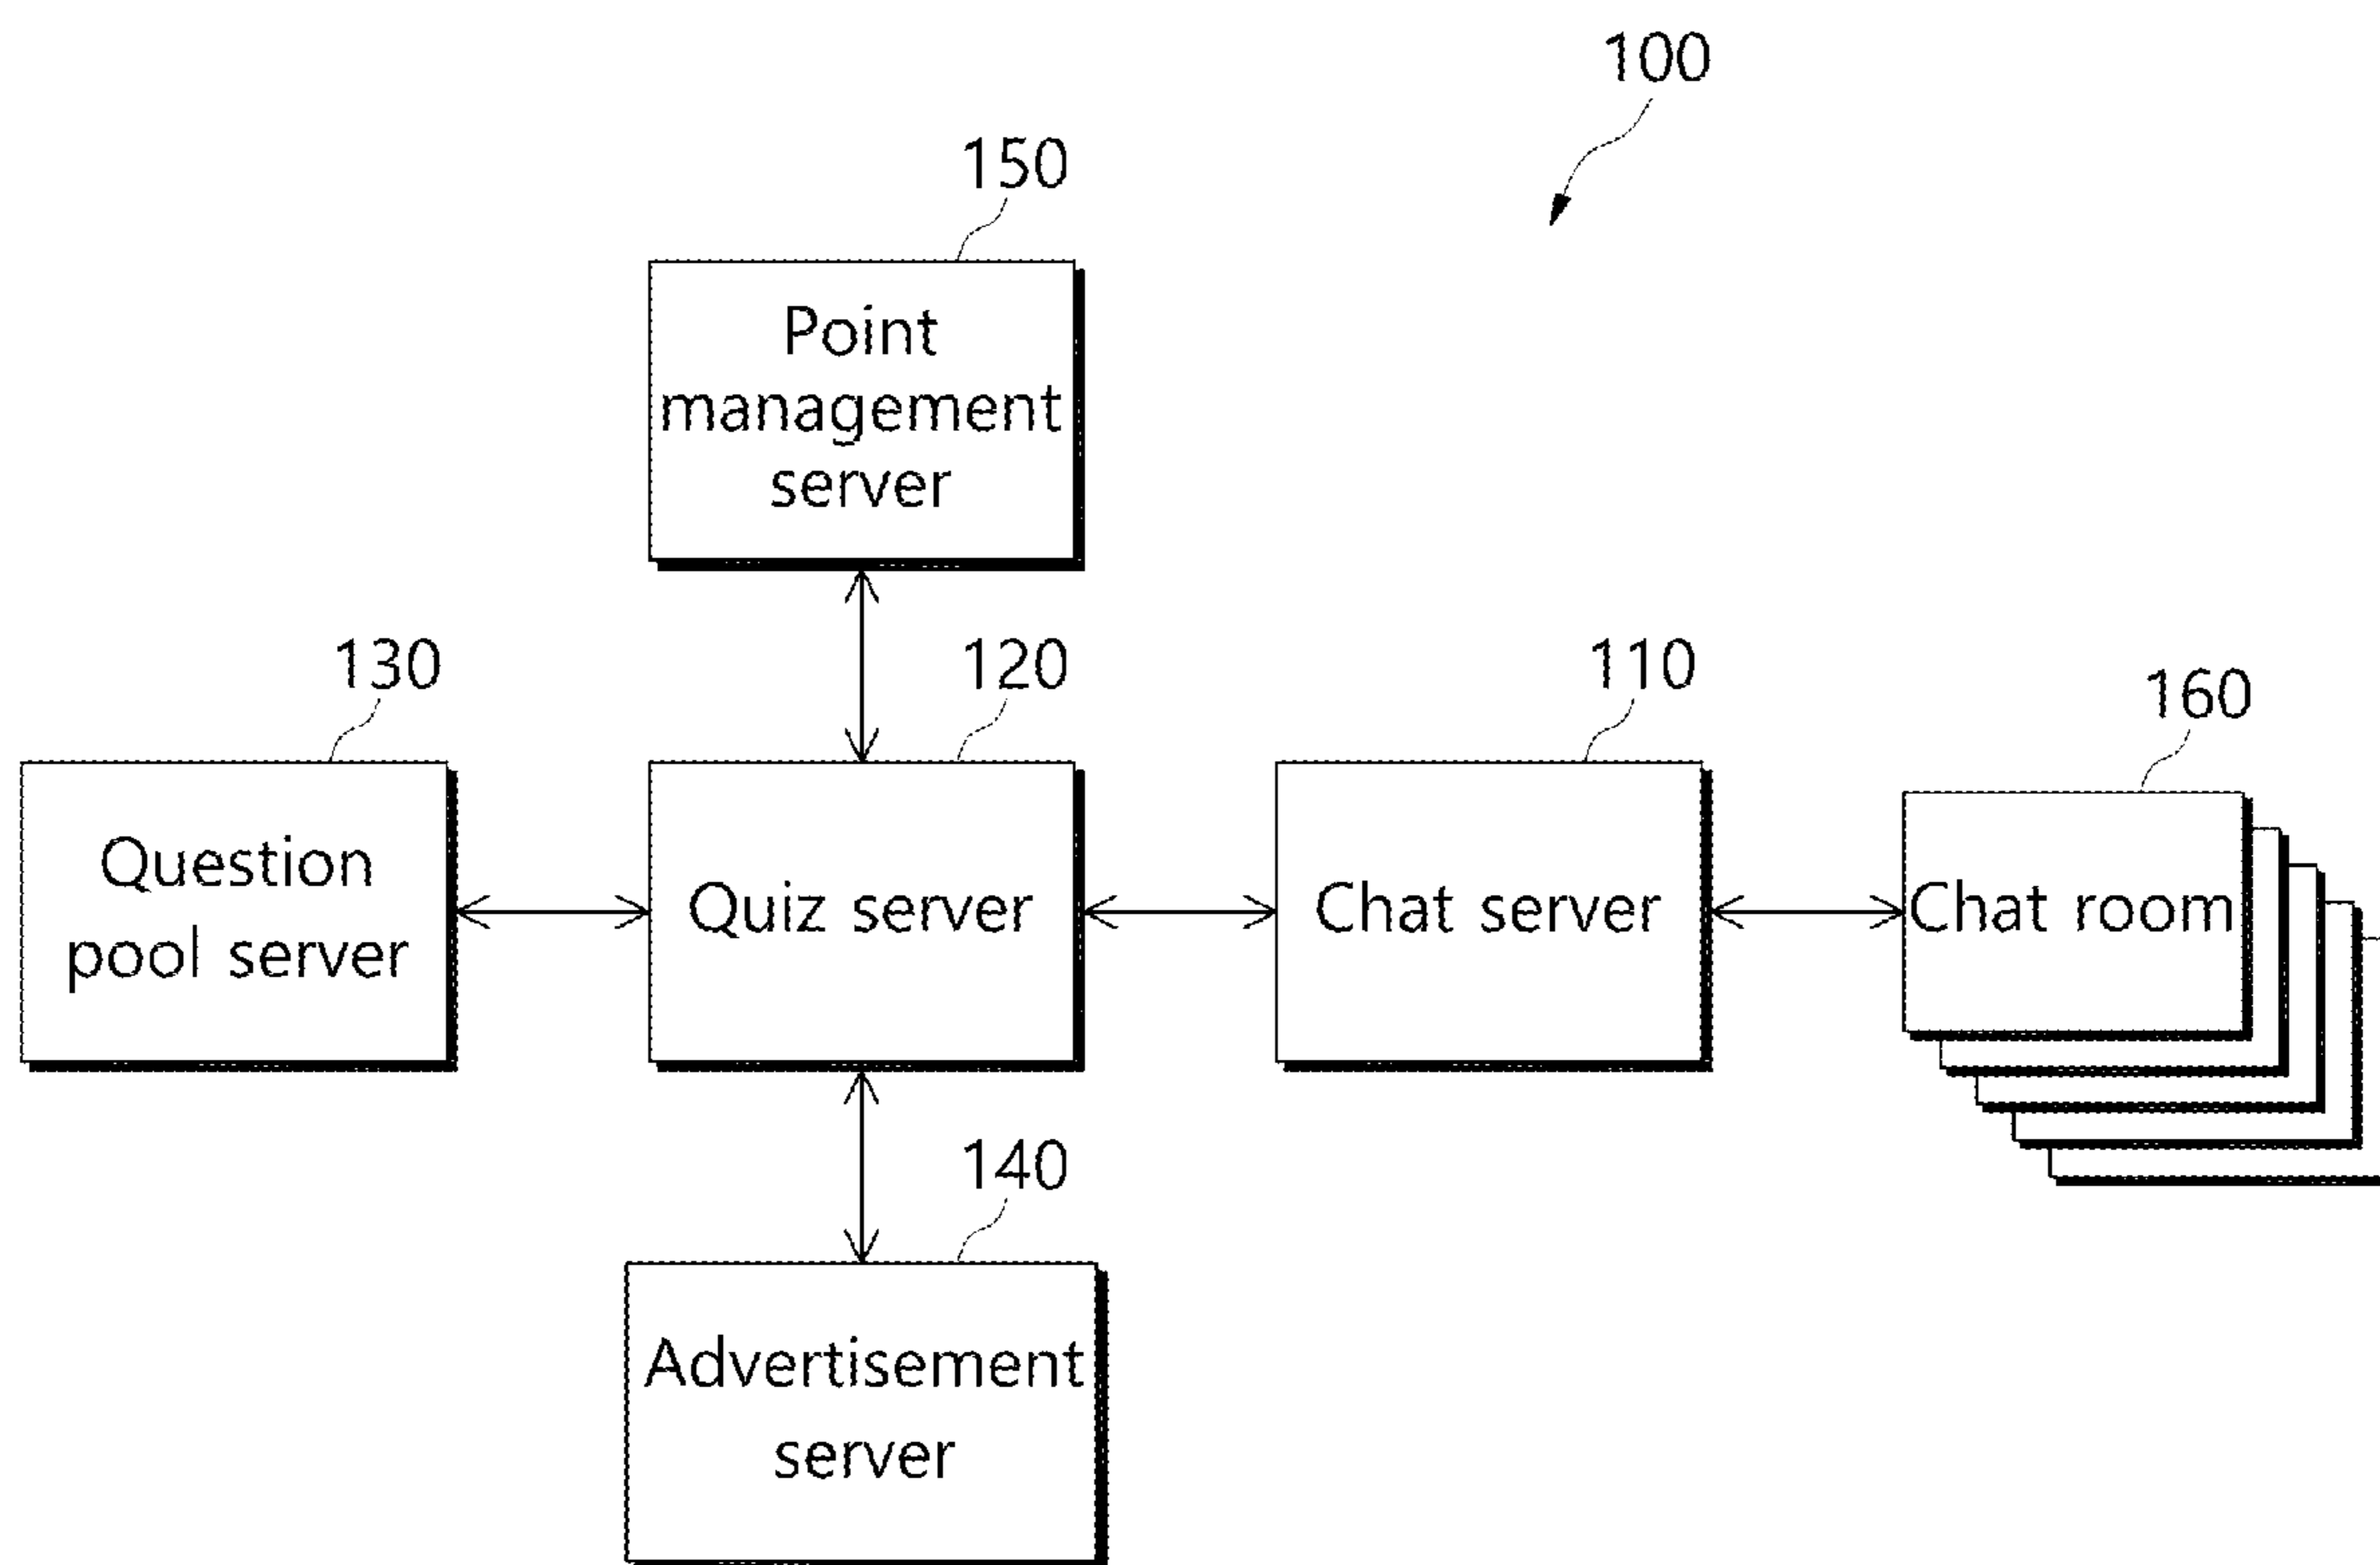 100
150
Point
management
server
130
120
110
160
Question
pool server
Quiz server
Chat server
Chat room
140
Advertisement
server